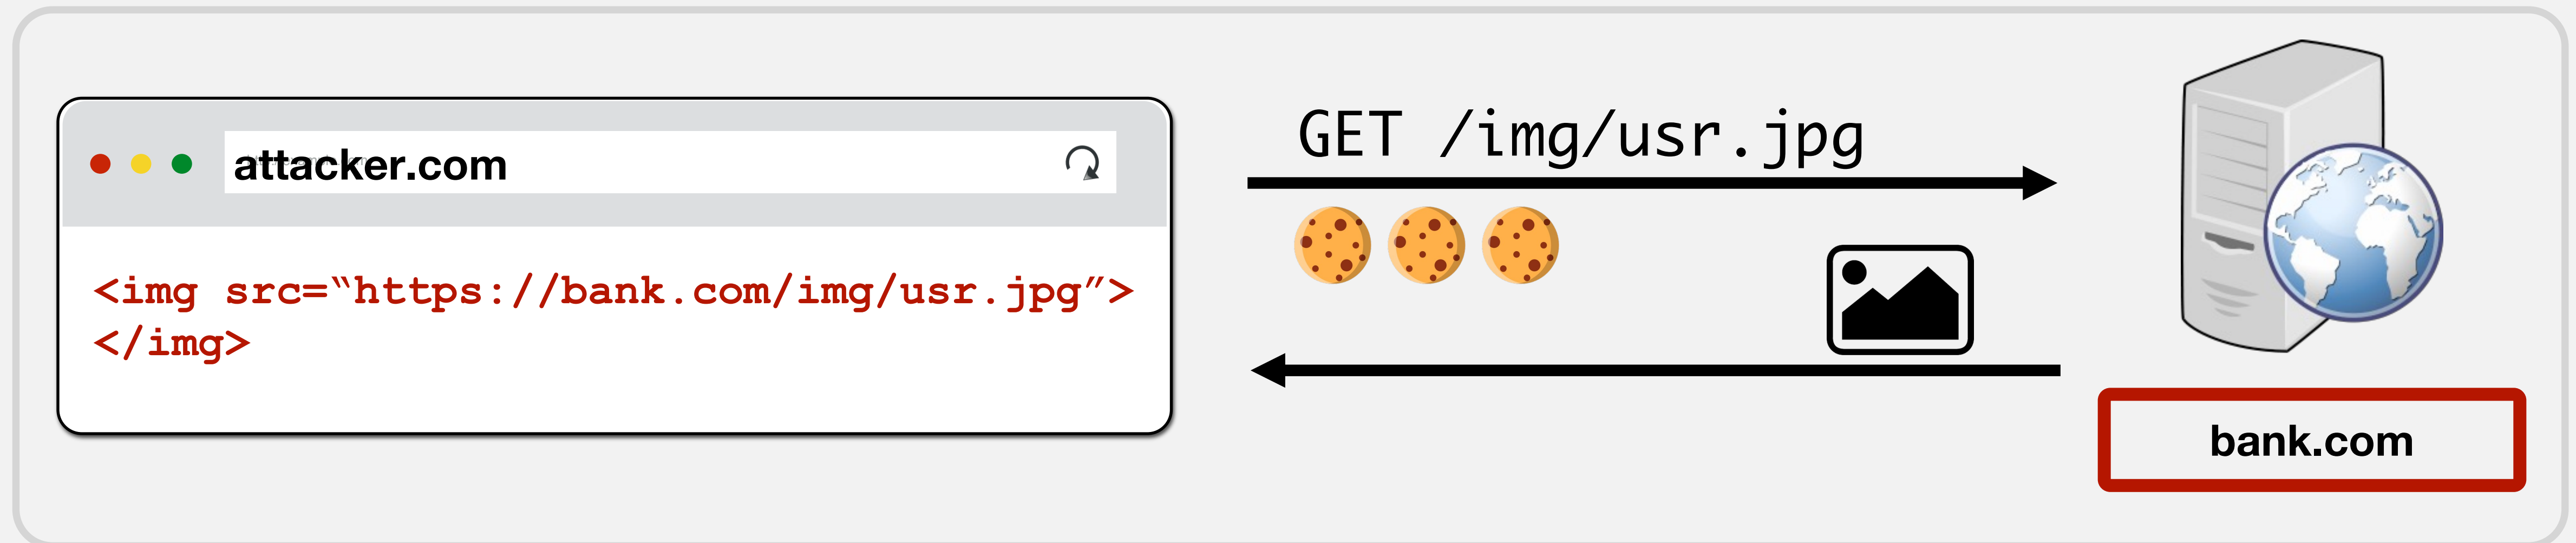 attacker.com
GET /img/usr.jpg
<img src=“https://bank.com/img/usr.jpg”>
</img>
bank.com